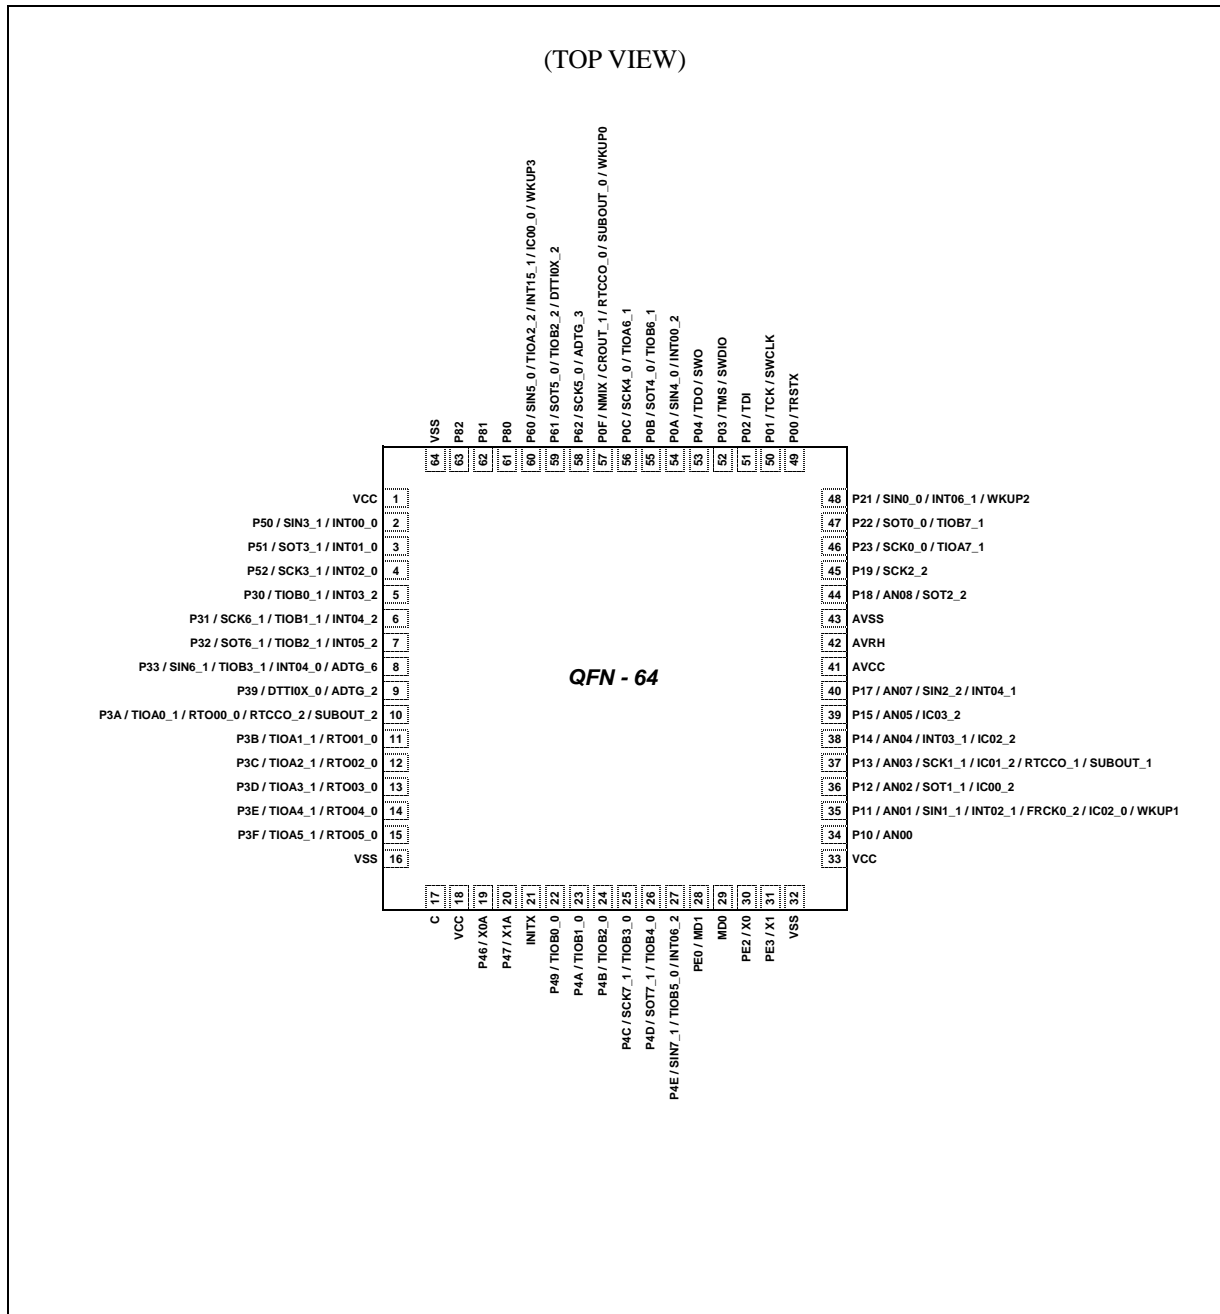 (TOP VIEW)
VSS
P82
P81
P80
P60 / SIN5_0 / TIOA2_2 / INT15_1 / IC00_0 / WKUP3
P61 / SOT5_0 / TIOB2_2 / DTTI0X_2
P62 / SCK5_0 / ADTG_3
P0F / NMIX / CROUT_1 / RTCCO_0 / SUBOUT_0 / WKUP0
P0C / SCK4_0 / TIOA6_1
P0B / SOT4_0 / TIOB6_1
P0A / SIN4_0 / INT00_2
P04 / TDO / SWO
P03 / TMS / SWDIO
P02 / TDI
P01 / TCK / SWCLK
P00 / TRSTX
64 63 62 61 60 59 58 57 56 55 54 53 52 51 50 49
VCC 1
P50 / SIN3_1 / INT00_0 2
P51 / SOT3_1 / INT01_0 3
P52 / SCK3_1 / INT02_0 4
P30 / TIOB0_1 / INT03_2 5
P31 / SCK6_1 / TIOB1_1 / INT04_2 6
P32 / SOT6_1 / TIOB2_1 / INT05_2 7
P33 / SIN6_1 / TIOB3_1 / INT04_0 / ADTG_6 8
P39 / DTTI0X_0 / ADTG_2 9
P3A / TIOA0_1 / RTO00_0 / RTCCO_2 / SUBOUT_2 10
P3B / TIOA1_1 / RTO01_0 11
P3C / TIOA2_1 / RTO02_0 12
P3D / TIOA3_1 / RTO03_0 13
P3E / TIOA4_1 / RTO04_0 14
P3F / TIOA5_1 / RTO05_0 15
VSS 16
QFN - 64
48 P21 / SIN0_0 / INT06_1 / WKUP2
47 P22 / SOT0_0 / TIOB7_1
46 P23 / SCK0_0 / TIOA7_1
45 P19 / SCK2_2
44 P18 / AN08 / SOT2_2
43 AVSS
42 AVRH
41 AVCC
40 P17 / AN07 / SIN2_2 / INT04_1
39 P15 / AN05 / IC03_2
38 P14 / AN04 / INT03_1 / IC02_2
37 P13 / AN03 / SCK1_1 / IC01_2 / RTCCO_1 / SUBOUT_1
36 P12 / AN02 / SOT1_1 / IC00_2
35 P11 / AN01 / SIN1_1 / INT02_1 / FRCK0_2 / IC02_0 / WKUP1
34 P10 / AN00
33 VCC
17 18 19 20 21 22 23 24 25 26 27 28 29 30 31 32
C
VCC
P46 / X0A
P47 / X1A
INITX
P49 / TIOB0_0
P4A / TIOB1_0
P4B / TIOB2_0
P4C / SCK7_1 / TIOB3_0
P4D / SOT7_1 / TIOB4_0
P4E / SIN7_1 / TIOB5_0 / INT06_2
PE0 / MD1
MD0
PE2 / X0
PE3 / X1
VSS